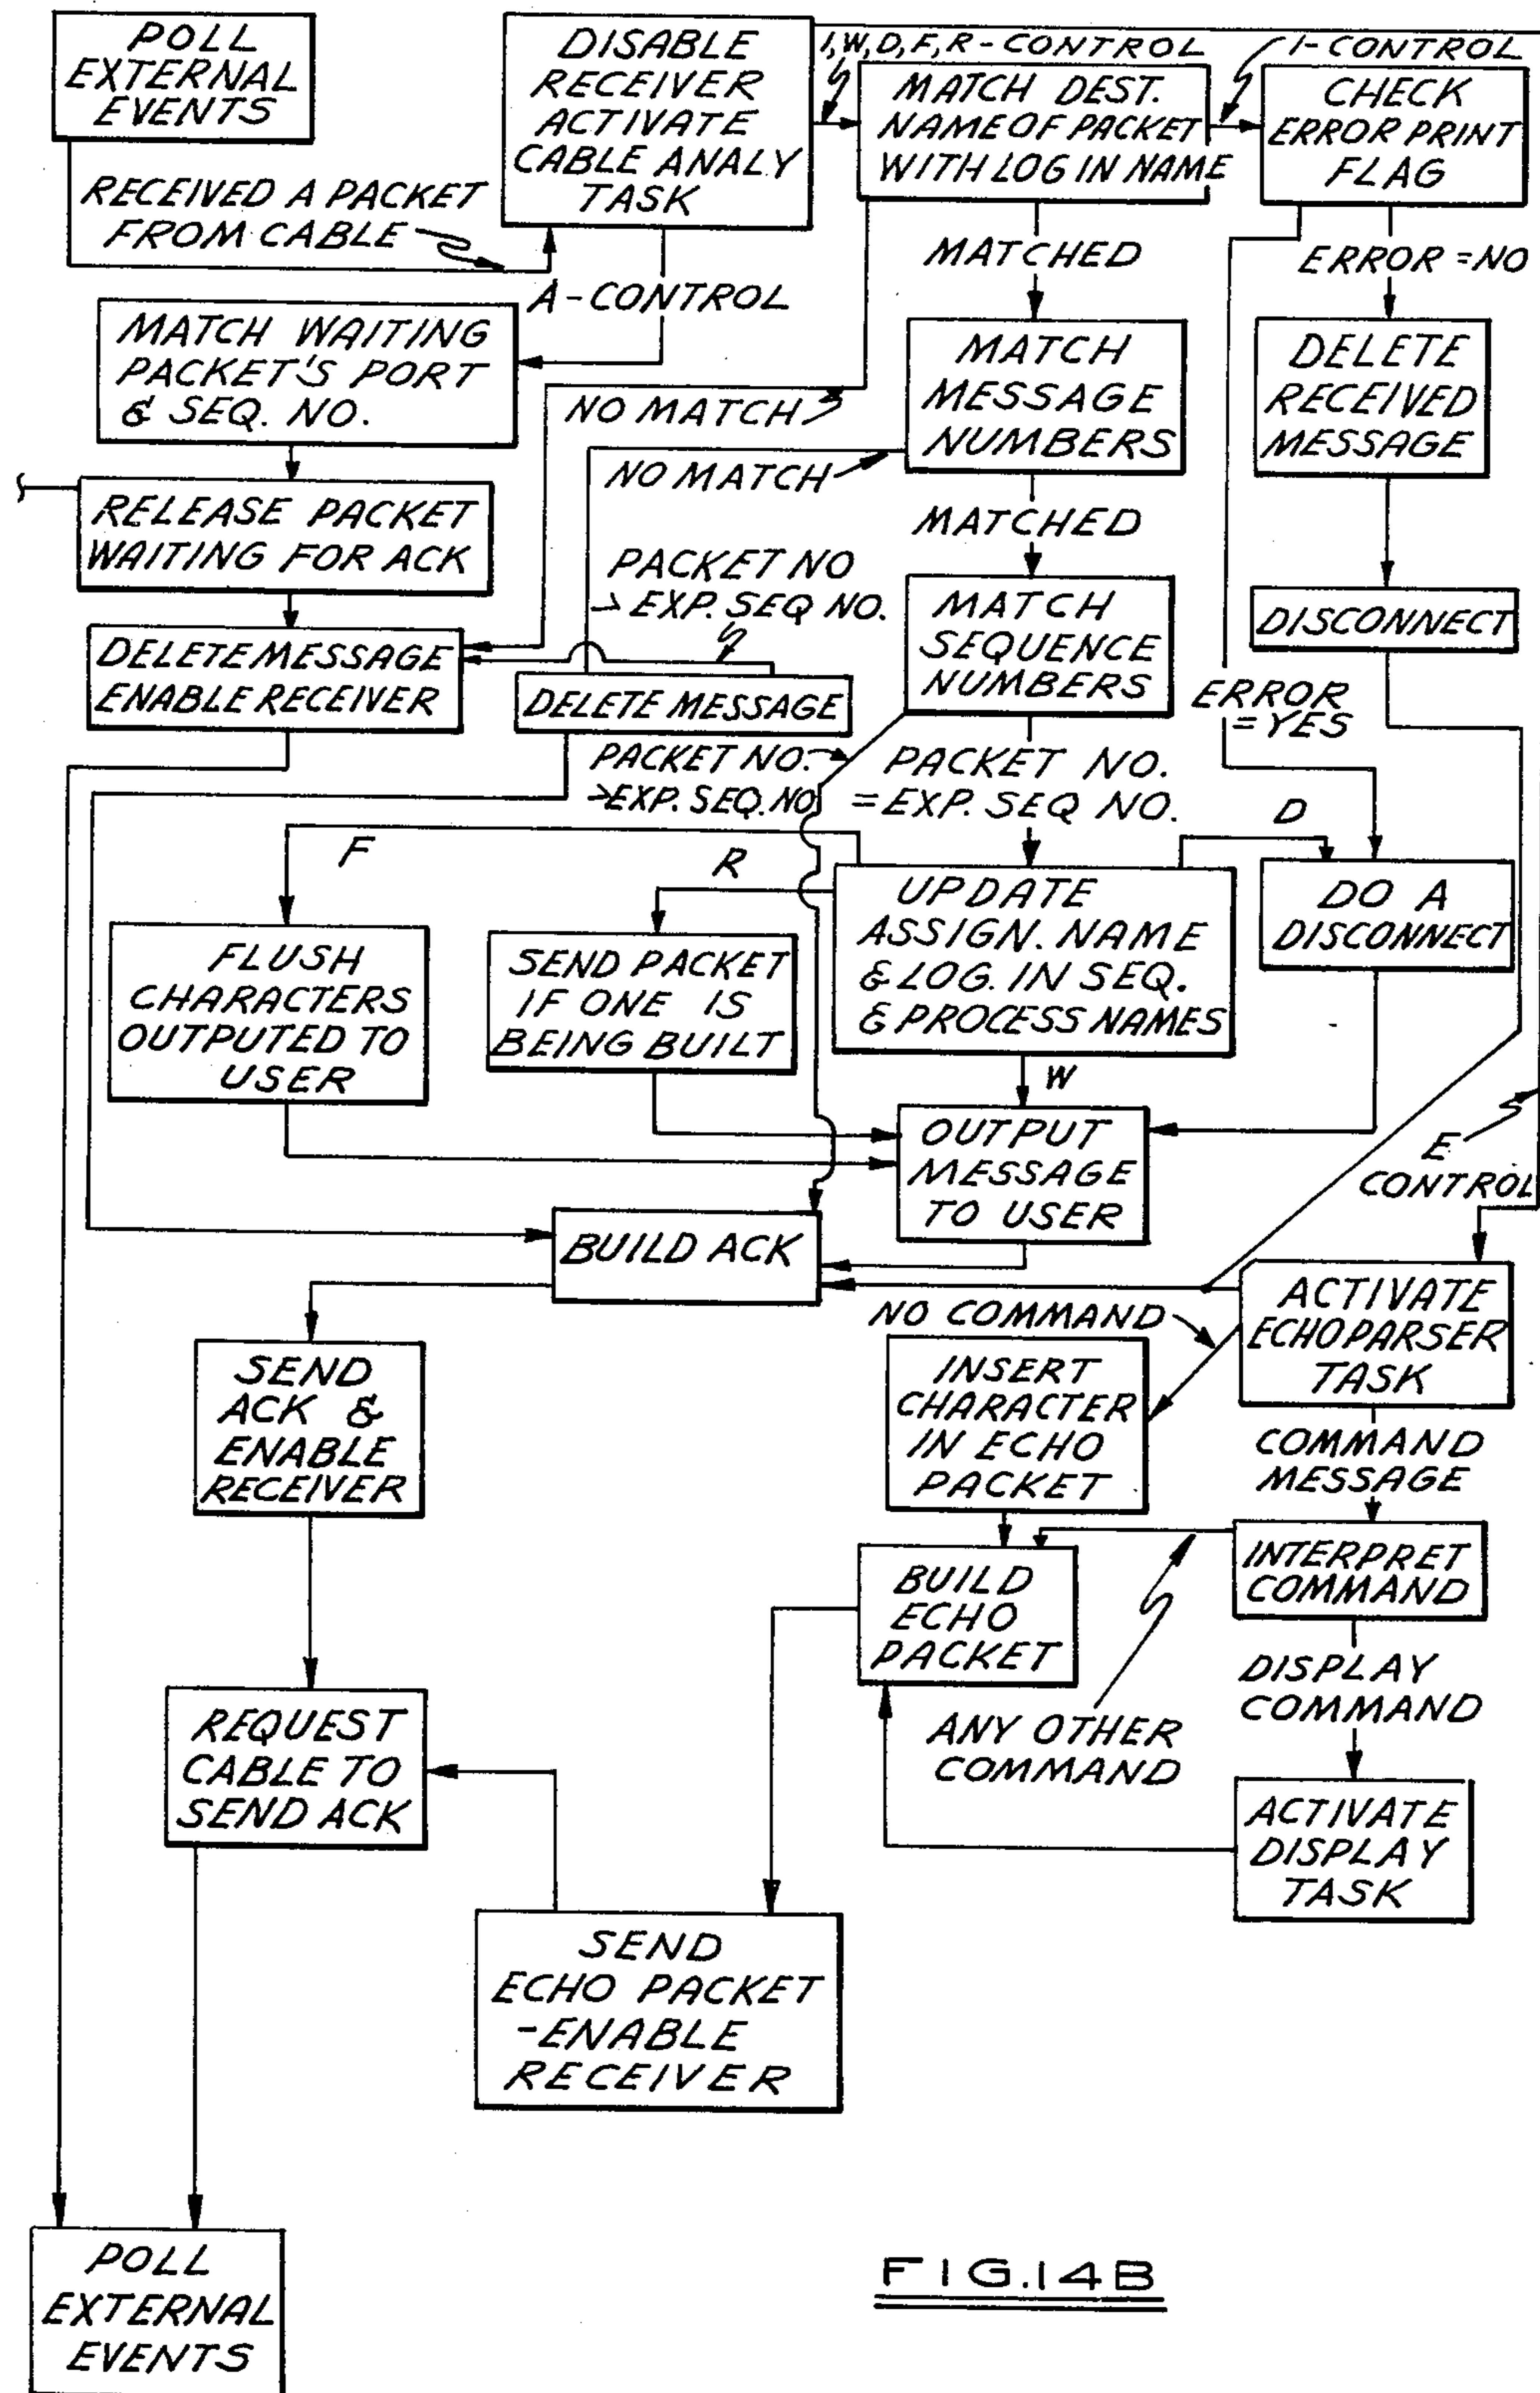 POLL
EXTERNAL
EVENTS
DISABLE
RECEIVER
ACTIVATE
CABLE ANALY
TASK
I,W,D,F,R-CONTROL
I-CONTROL
MATCH DEST.
NAME OF PACKET
WITH LOG IN NAME
CHECK
ERROR PRINT
FLAG
RECEIVED A PACKET
FROM CABLE
A-CONTROL
MATCHED
ERROR = NO
MATCH WAITING
PACKET'S PORT
& SEQ. NO.
NO MATCH
MATCH
MESSAGE
NUMBERS
DELETE
RECEIVED
MESSAGE
NO MATCH
RELEASE PACKET
WAITING FOR ACK
MATCHED
PACKET NO
> EXP. SEQ NO.
MATCH
SEQUENCE
NUMBERS
DISCONNECT
DELETE MESSAGE
ENABLE RECEIVER
DELETE MESSAGE
ERROR
= YES
PACKET NO.
>EXP. SEQ. NO
PACKET NO.
= EXP. SEQ NO.
D
F
R
UPDATE
ASSIGN. NAME
& LOG. IN SEQ.
& PROCESS NAMES
DO A
DISCONNECT
FLUSH
CHARACTERS
OUTPUTED TO
USER
SEND PACKET
IF ONE IS
BEING BUILT
W
OUTPUT
MESSAGE
TO USER
E
CONTROL
BUILD ACK
NO COMMAND
ACTIVATE
ECHOPARSER
TASK
SEND
ACK &
ENABLE
RECEIVER
INSERT
CHARACTER
IN ECHO
PACKET
COMMAND
MESSAGE
BUILD
ECHO
PACKET
INTERPRET
COMMAND
DISPLAY
COMMAND
ANY OTHER
COMMAND
REQUEST
CABLE TO
SEND ACK
ACTIVATE
DISPLAY
TASK
SEND
ECHO PACKET
-ENABLE
RECEIVER
POLL
EXTERNAL
EVENTS
FIG.14B